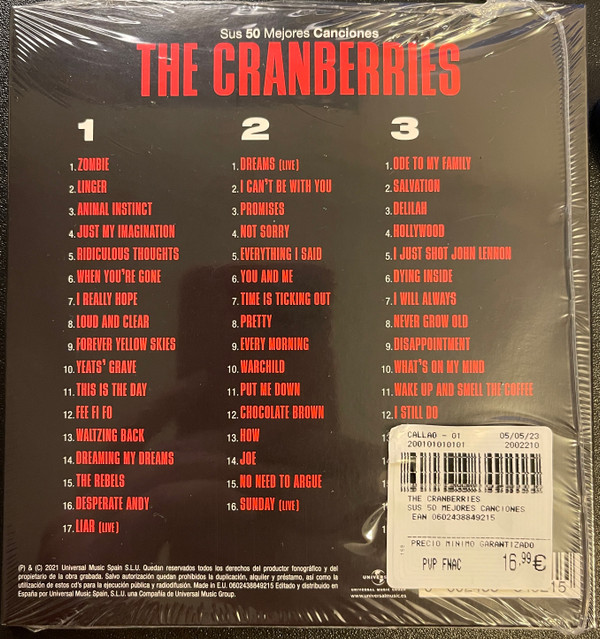 Sus 50 Mejores Canciones
THE CRANBERRIES
1
1. ZOMBIE
2. LINGER
3. ANIMAL INSTINCT
4. JUST MY IMAGINATION
5. RIDICULOUS THOUGHTS
6. WHEN YOU'RE GONE
7. I REALLY HOPE
8. LOUD AND CLEAR
9. FOREVER YELLOW SKIES
10. YEATS' GRAVE
11. THIS IS THE DAY
12. FEE FI FO
13. WALTZING BACK
14. DREAMING MY DREAMS
15. THE REBELS
16. DESPERATE ANDY
17. LIAR (LIVE)
2
1. DREAMS (LIVE)
2. I CAN'T BE WITH YOU
3. PROMISES
4. NOT SORRY
5. EVERYTHING I SAID
6. YOU AND ME
7. TIME IS TICKING OUT
8. PRETTY
9. EVERY MORNING
10. WARCHILD
11. PUT ME DOWN
12. CHOCOLATE BROWN
13. HOW
14. JOE
15. NO NEED TO ARGUE
16. SUNDAY (LIVE)
3
1. ODE TO MY FAMILY
2. SALVATION
3. DELILAH
4. HOLLYWOOD
5. I JUST SHOT JOHN LENNON
6. DYING INSIDE
7. I WILL ALWAYS
8. NEVER GROW OLD
9. DISAPPOINTMENT
10. WHAT'S ON MY MIND
11. WAKE UP AND SMELL THE COFFEE
12. I STILL DO
13.
14.
15.
16.
17.
CALLAO - 01 05/05/23
200101010101 2002210
THE CRANBERRIES
SUS 50 MEJORES CANCIONES
EAN 0602438849215
PRECIO MINIMO GARANTIZADO
PVP FNAC 16,99 €
(P) & (C) 2021 Universal Music Spain S.L.U. Quedan reservados todos los derechos del productor fonográfico y del
propietario de la obra grabada. Salvo autorización quedan prohibidos la duplicación, alquiler y préstamo, así como la
utilización de estos cd's para la ejecución pública y radiodifusión. Made in E.U. 0602438849215 Editado y distribuido en
España por Universal Music Spain, S.L.U. una Compañía de Universal Music Group.
UNIVERSAL MUSIC GROUP
www.universalmusic.es